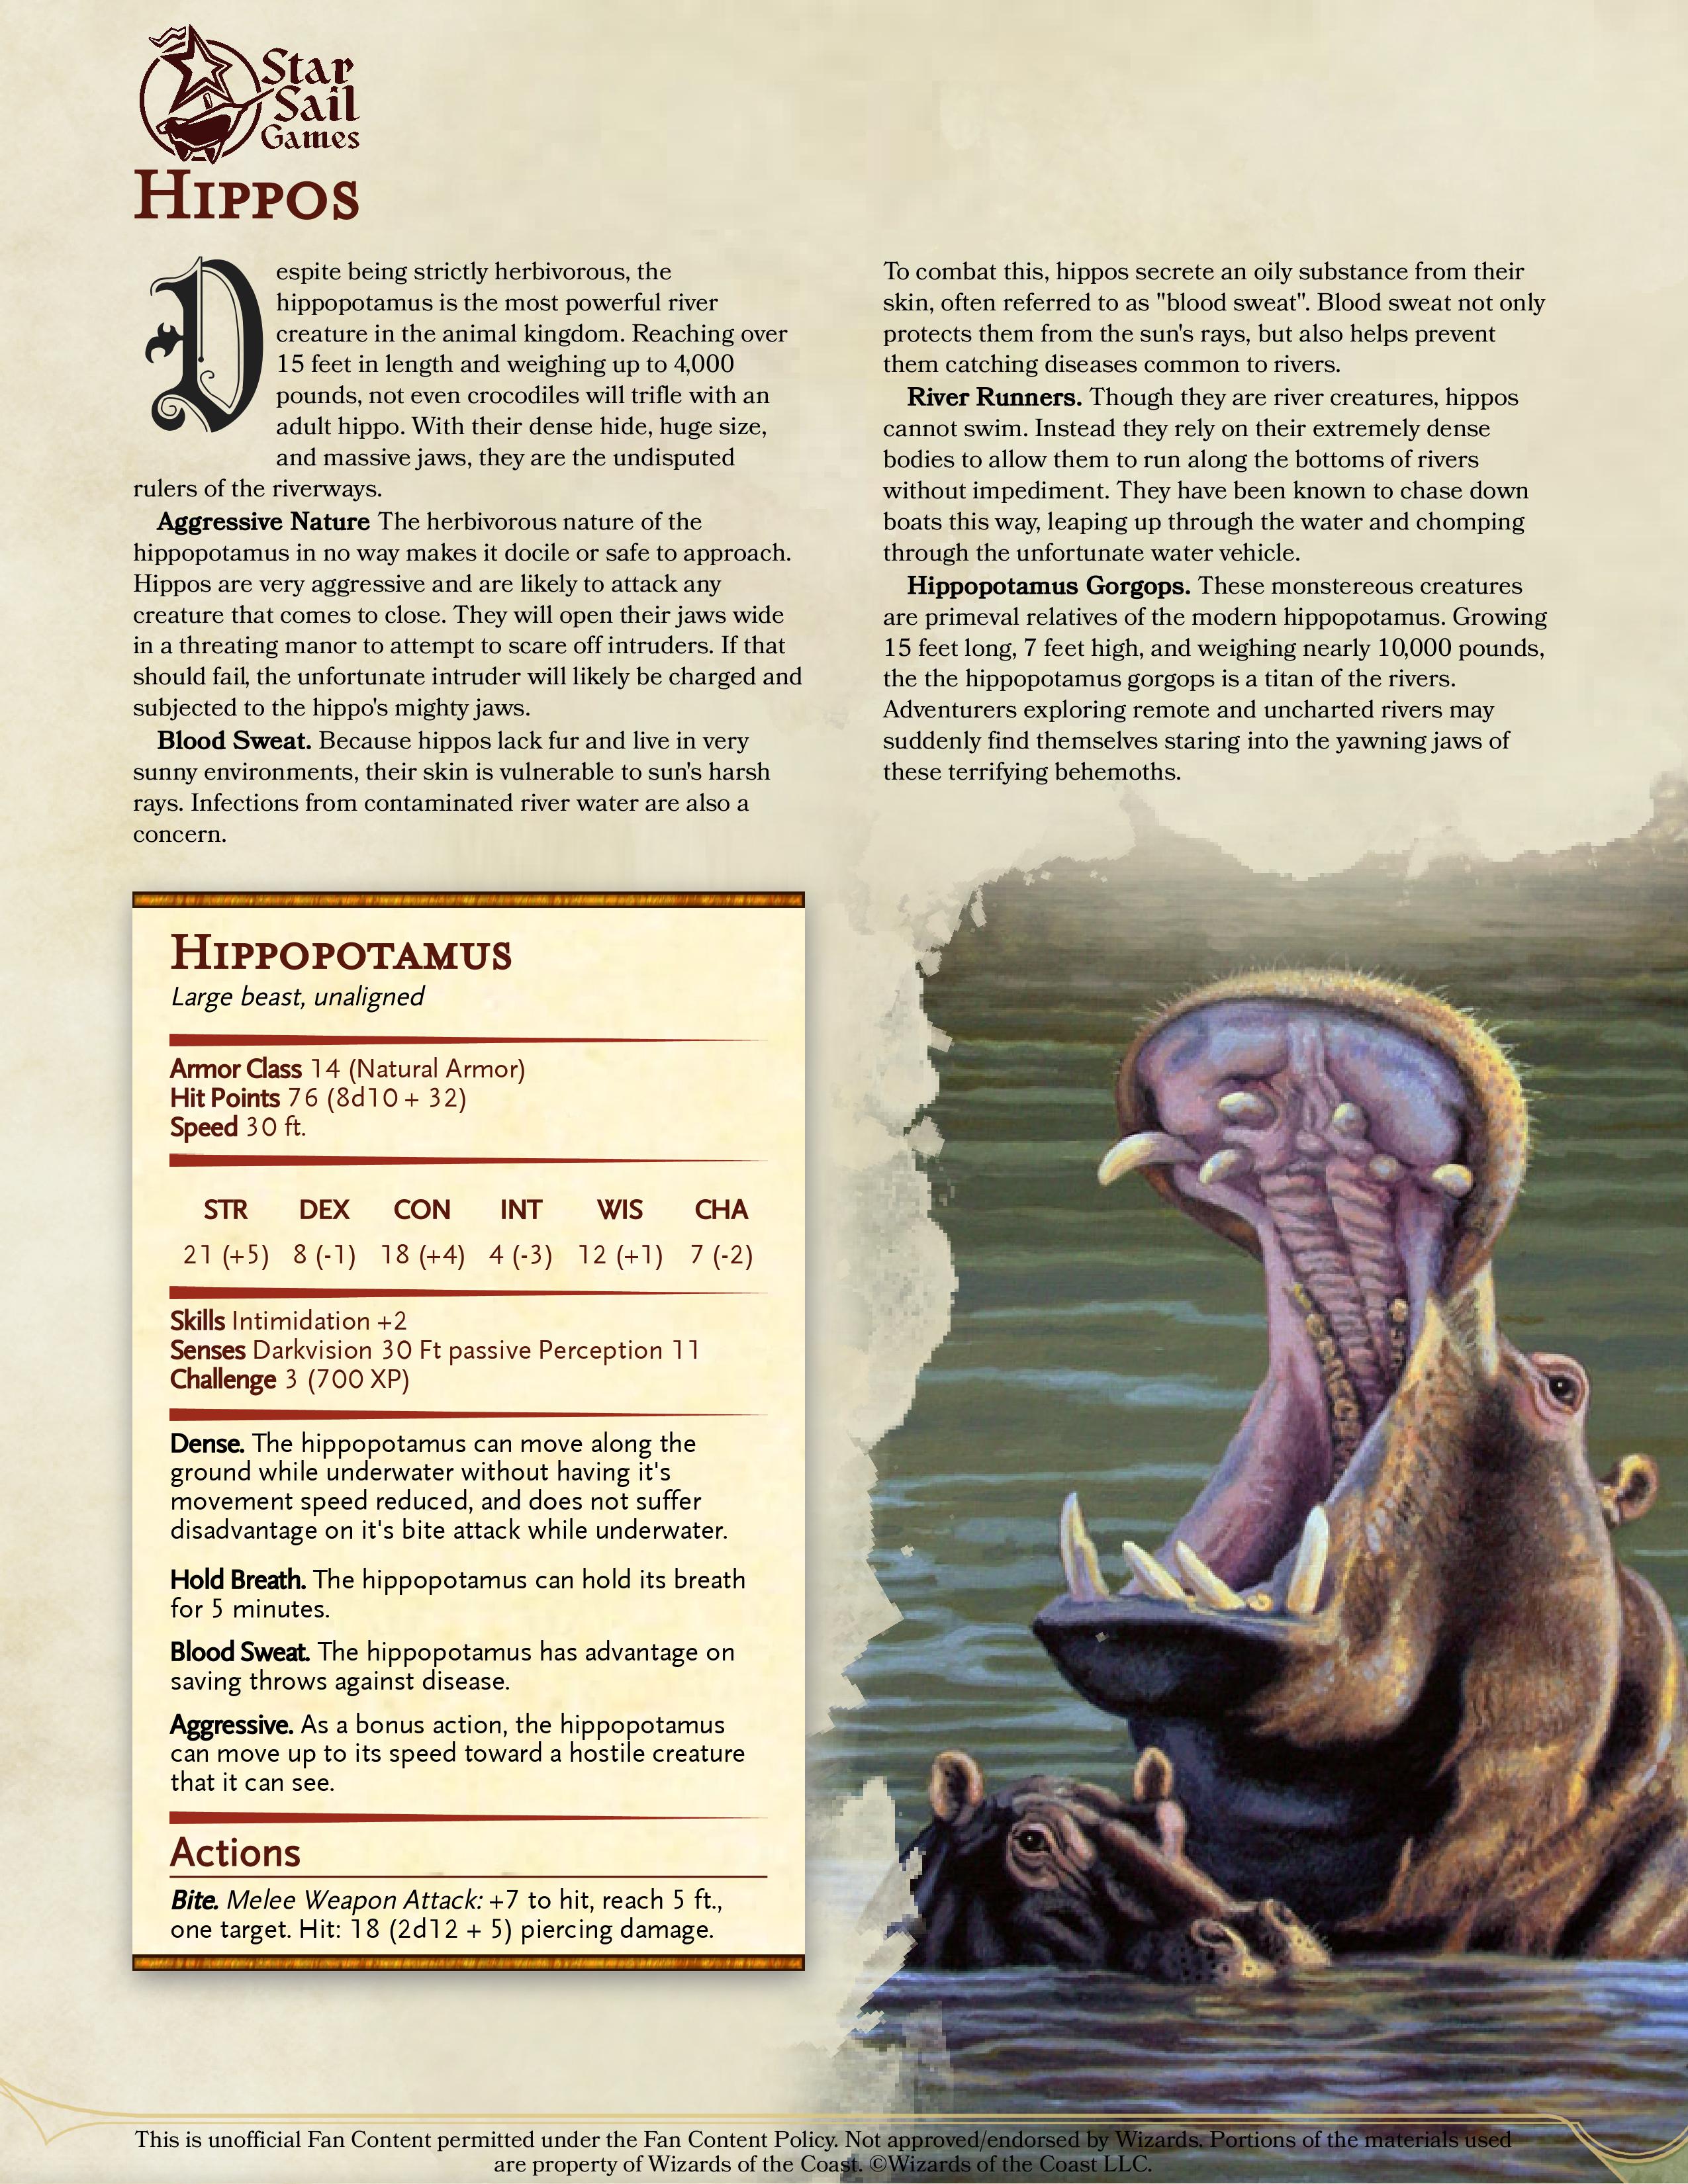 Star
Sail
Games
Hippos
Despite being strictly herbivorous, the
hippopotamus is the most powerful river
creature in the animal kingdom. Reaching over
15 feet in length and weighing up to 4,000
pounds, not even crocodiles will trifle with an
adult hippo. With their dense hide, huge size,
and massive jaws, they are the undisputed
rulers of the riverways.
Aggressive Nature The herbivorous nature of the
hippopotamus in no way makes it docile or safe to approach.
Hippos are very aggressive and are likely to attack any
creature that comes to close. They will open their jaws wide
in a threating manor to attempt to scare off intruders. If that
should fail, the unfortunate intruder will likely be charged and
subjected to the hippo's mighty jaws.
Blood Sweat. Because hippos lack fur and live in very
sunny environments, their skin is vulnerable to sun's harsh
rays. Infections from contaminated river water are also a
concern.
To combat this, hippos secrete an oily substance from their
skin, often referred to as "blood sweat". Blood sweat not only
protects them from the sun's rays, but also helps prevent
them catching diseases common to rivers.
River Runners. Though they are river creatures, hippos
cannot swim. Instead they rely on their extremely dense
bodies to allow them to run along the bottoms of rivers
without impediment. They have been known to chase down
boats this way, leaping up through the water and chomping
through the unfortunate water vehicle.
Hippopotamus Gorgops. These monstereous creatures
are primeval relatives of the modern hippopotamus. Growing
15 feet long, 7 feet high, and weighing nearly 10,000 pounds,
the the hippopotamus gorgops is a titan of the rivers.
Adventurers exploring remote and uncharted rivers may
suddenly find themselves staring into the yawning jaws of
these terrifying behemoths.
Hippopotamus
Large beast, unaligned
Armor Class 14 (Natural Armor)
Hit Points 76 (8d10 + 32)
Speed 30 ft.
STR DEX CON INT WIS CHA
21 (+5) 8 (-1) 18 (+4) 4 (-3) 12 (+1) 7 (-2)
Skills Intimidation +2
Senses Darkvision 30 Ft passive Perception 11
Challenge 3 (700 XP)
Dense. The hippopotamus can move along the
ground while underwater without having it's
movement speed reduced, and does not suffer
disadvantage on it's bite attack while underwater.
Hold Breath. The hippopotamus can hold its breath
for 5 minutes.
Blood Sweat. The hippopotamus has advantage on
saving throws against disease.
Aggressive. As a bonus action, the hippopotamus
can move up to its speed toward a hostile creature
that it can see.
Actions
Bite. Melee Weapon Attack: +7 to hit, reach 5 ft.,
one target. Hit: 18 (2d12 + 5) piercing damage.
This is unofficial Fan Content permitted under the Fan Content Policy. Not approved/endorsed by Wizards. Portions of the materials used
are property of Wizards of the Coast. ©Wizards of the Coast LLC.